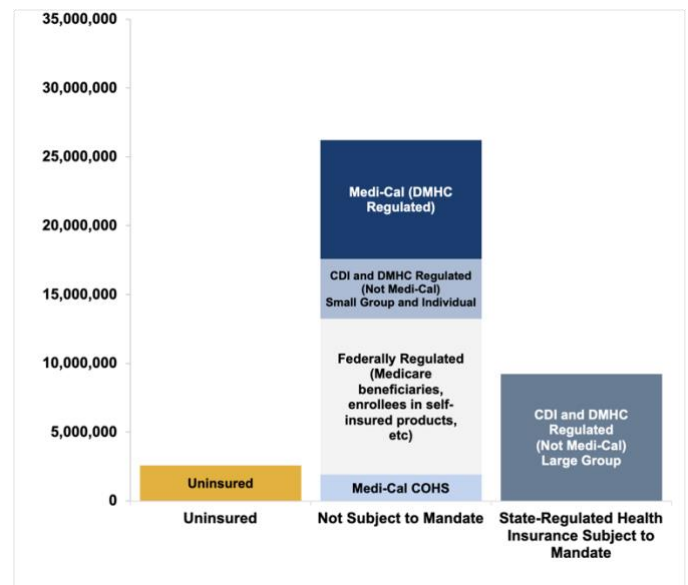 35,000,000
30,000,000
25,000,000
20,000,000
15,000,000
10,000,000
5,000,000
0
Medi-Cal (DMHC
Regulated)
CDI and DMHC Regulated
(Not Medi-Cal)
Small Group and Individual
Federally Regulated
(Medicare
beneficiaries,
enrollees in self-
insured products,
etc)
Medi-Cal COHS
Uninsured
CDI and DMHC
Regulated
(Not Medi-Cal)
Large Group
Uninsured
Not Subject to Mandate
State-Regulated Health
Insurance Subject to
Mandate